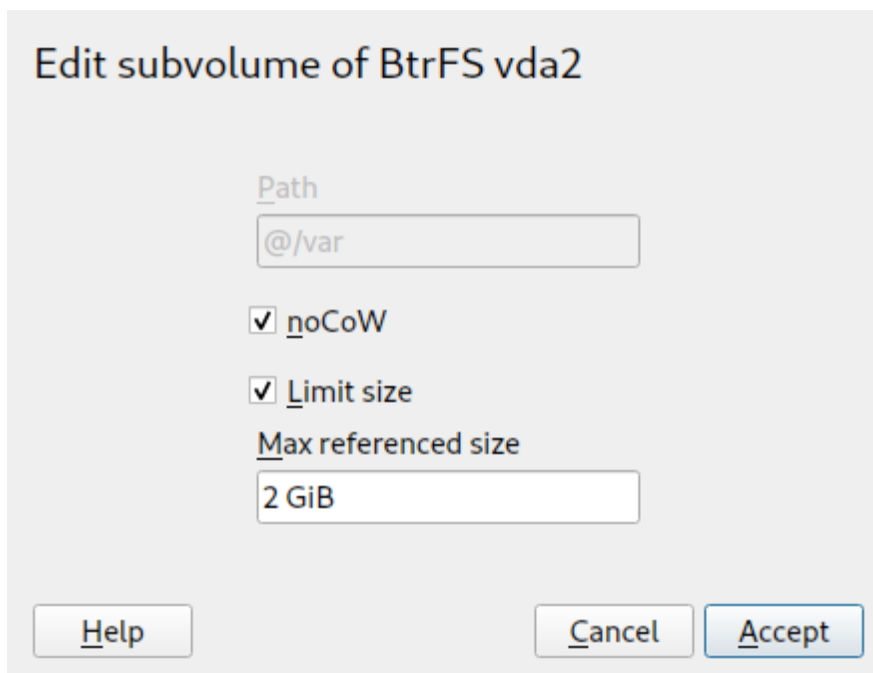 Edit subvolume of BtrFS vda2
Path
@/var
noCoW
Limit size
Max referenced size
2 GiB
Help Cancel Accept